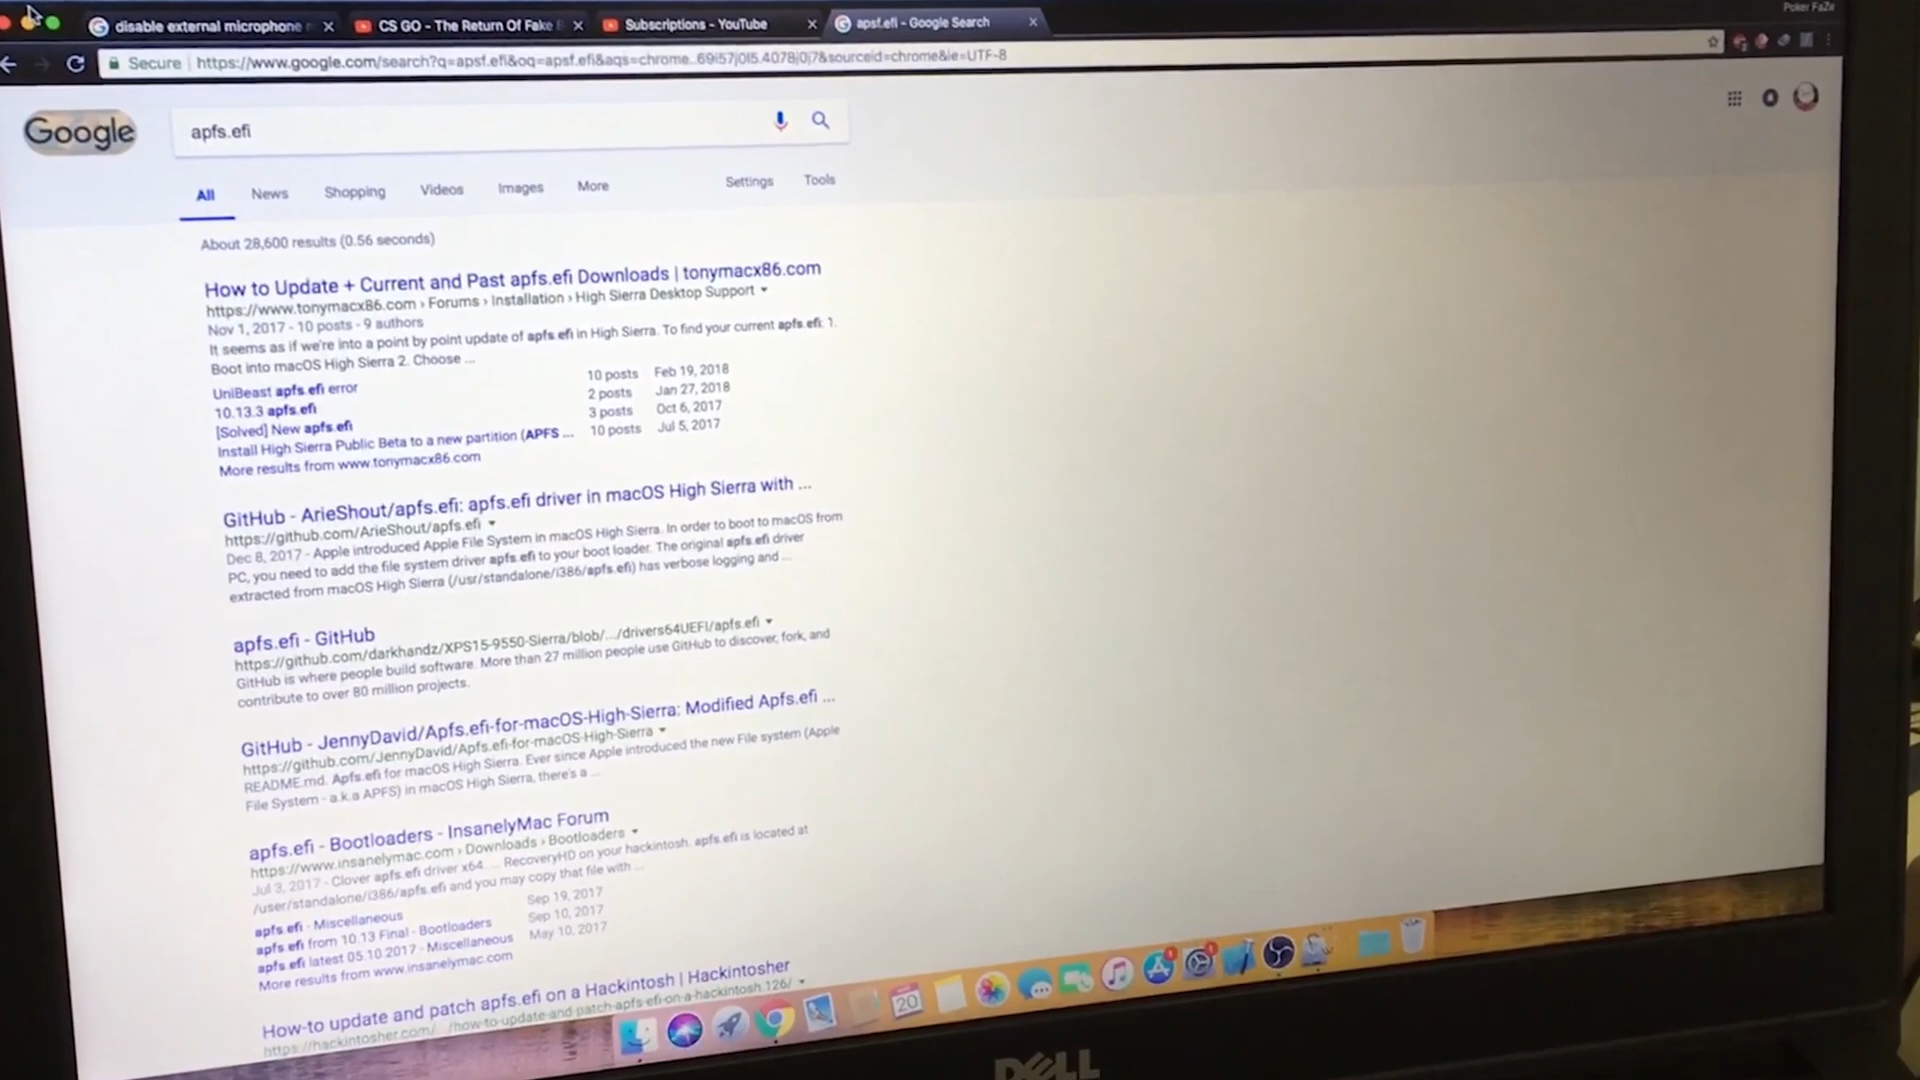 Poker FaZe
disable external microphone
CS GO - The Return Of Fake
Subscriptions - YouTube
apsf.efi - Google Search
Secure
https://www.google.com/search?q=apsf.efi&oq=apsf.efi&aqs=chrome..69i57j0l5.4078j0j7&sourceid=chrome&ie=UTF-8
Google
apfs.efi
All News Shopping Videos Images More Settings Tools
About 28,600 results (0.56 seconds)
How to Update + Current and Past apfs.efi Downloads | tonymacx86.com
https://www.tonymacx86.com › Forums › Installation › High Sierra Desktop Support
Nov 1, 2017 - 10 posts - 9 authors
It seems as if we're into a point by point update of apfs.efi in High Sierra. To find your current apfs.efi: 1.
Boot into macOS High Sierra 2. Choose ...
UniBeast apfs.efi error 10 posts Feb 19, 2018
10.13.3 apfs.efi 2 posts Jan 27, 2018
[Solved] New apfs.efi 3 posts Oct 6, 2017
Install High Sierra Public Beta to a new partition (APFS ... 10 posts Jul 5, 2017
More results from www.tonymacx86.com
GitHub - ArieShout/apfs.efi: apfs.efi driver in macOS High Sierra with ...
https://github.com/ArieShout/apfs.efi
Dec 8, 2017 - Apple introduced Apple File System in macOS High Sierra. In order to boot to macOS from
PC, you need to add the file system driver apfs.efi to your boot loader. The original apfs.efi driver
extracted from macOS High Sierra (/usr/standalone/i386/apfs.efi) has verbose logging and ...
apfs.efi - GitHub
https://github.com/darkhandz/XPS15-9550-Sierra/blob/.../drivers64UEFI/apfs.efi
GitHub is where people build software. More than 27 million people use GitHub to discover, fork, and
contribute to over 80 million projects.
GitHub - JennyDavid/Apfs.efi-for-macOS-High-Sierra: Modified Apfs.efi ...
https://github.com/JennyDavid/Apfs.efi-for-macOS-High-Sierra
README.md. Apfs.efi for macOS High Sierra. Ever since Apple introduced the new File system (Apple
File System - a.k.a APFS) in macOS High Sierra, there's a ...
apfs.efi - Bootloaders - InsanelyMac Forum
https://www.insanelymac.com › Downloads › Bootloaders
Jul 3, 2017 - Clover apfs.efi driver x64. ... RecoveryHD on your hackintosh. apfs.efi is located at
/user/standalone/i386/apfs.efi and you may copy that file with ...
apfs.efi - Miscellaneous Sep 19, 2017
apfs.efi from 10.13 Final - Bootloaders Sep 10, 2017
apfs.efi latest 05.10.2017 - Miscellaneous May 10, 2017
More results from www.insanelymac.com
How-to update and patch apfs.efi on a Hackintosh | Hackintosher
https://hackintosher.com/.../how-to-update-and-patch-apfs-efi-on-a-hackintosh.126/
20
1
1
DELL